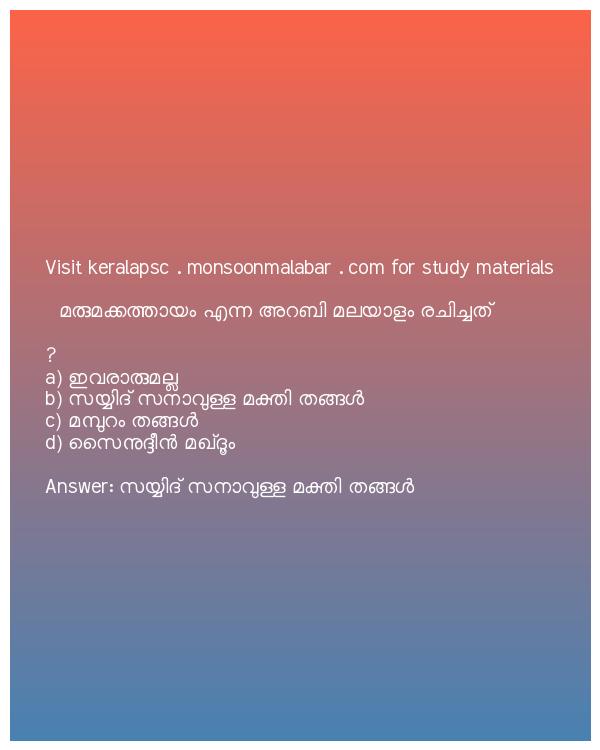 Visit keralapsc . monsoonmalabar . com for study materials
മരുമക്കത്തായം എന്ന അറബി മലയാളം രചിച്ചത്
?
a) ഇവരാരുമല്ല
b) സയ്യിദ് സനാവുള്ള മക്തി തങ്ങൾ
c) മമ്പുറം തങ്ങൾ
d) സൈനുദ്ദീൻ മഖ്ദൂം
Answer: സയ്യിദ് സനാവുള്ള മക്തി തങ്ങൾ